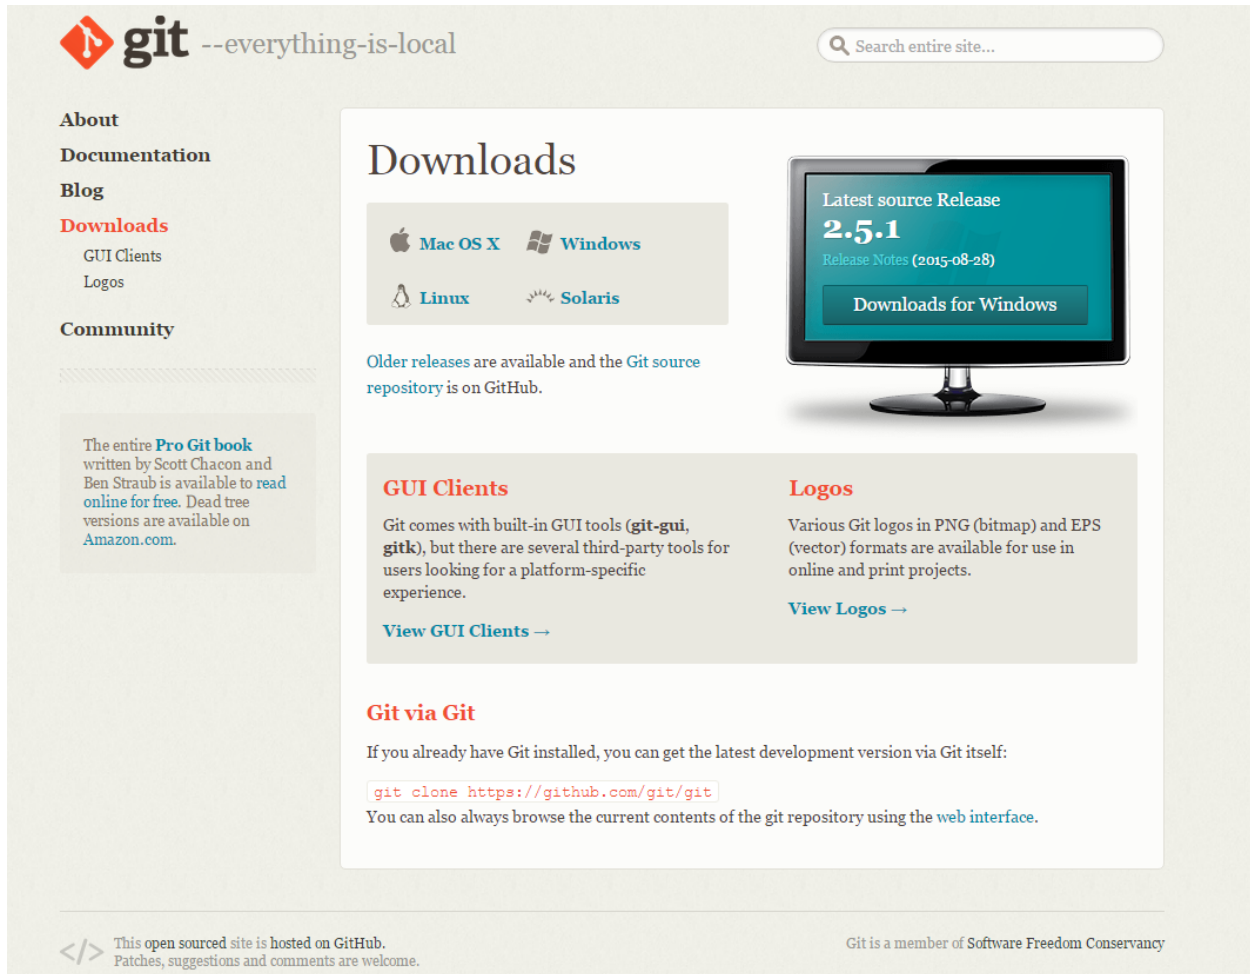 git --everything-is-local
Search entire site...
About
Documentation
Blog
Downloads
GUI Clients
Logos
Community
The entire Pro Git book
written by Scott Chacon and
Ben Straub is available to read
online for free. Dead tree
versions are available on
Amazon.com.
Downloads
Mac OS X
Windows
Linux
Solaris
Older releases are available and the Git source
repository is on GitHub.
Latest source Release
2.5.1
Release Notes (2015-08-28)
Downloads for Windows
GUI Clients
Git comes with built-in GUI tools (git-gui,
gitk), but there are several third-party tools for
users looking for a platform-specific
experience.
View GUI Clients →
Logos
Various Git logos in PNG (bitmap) and EPS
(vector) formats are available for use in
online and print projects.
View Logos →
Git via Git
If you already have Git installed, you can get the latest development version via Git itself:
git clone https://github.com/git/git
You can also always browse the current contents of the git repository using the web interface.
</> This open sourced site is hosted on GitHub.
Patches, suggestions and comments are welcome.
Git is a member of Software Freedom Conservancy